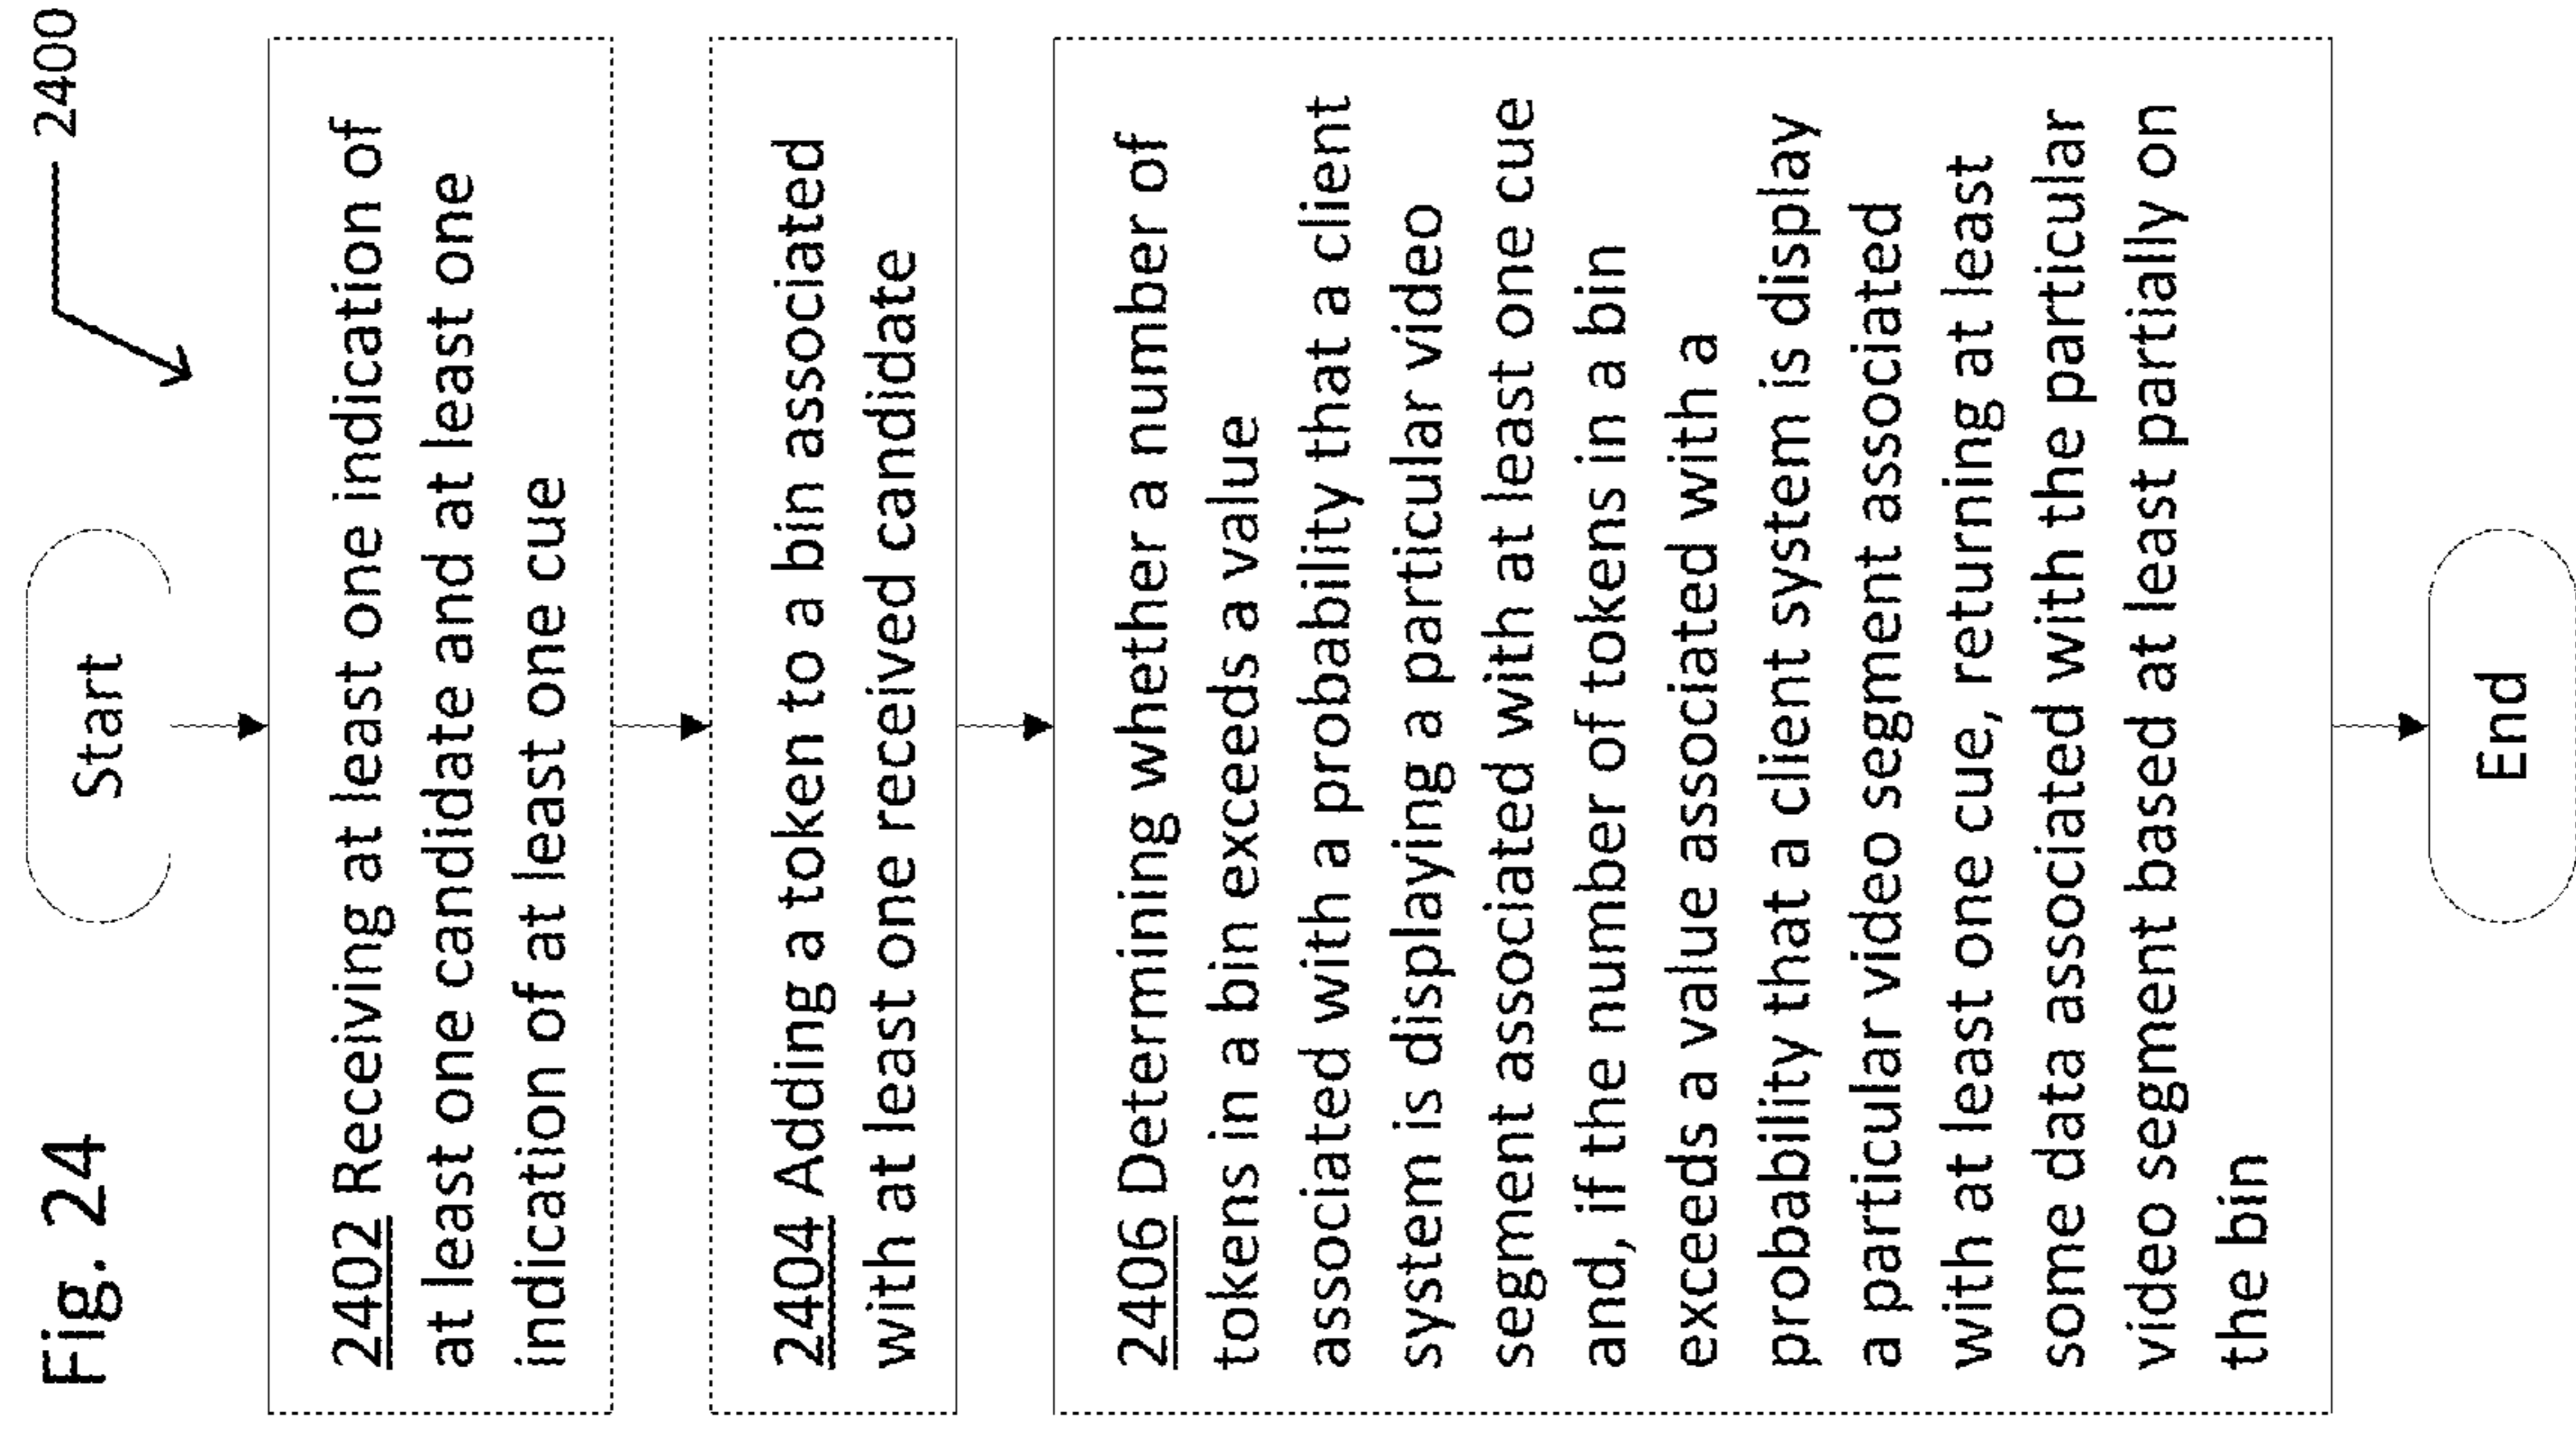 Fig. 24
2400
Start
2402 Receiving at least one indication of
at least one candidate and at least one
indication of at least one cue
2404 Adding a token to a bin associated
with at least one received candidate
2406 Determining whether a number of
tokens in a bin exceeds a value
associated with a probability that a client
system is displaying a particular video
segment associated with at least one cue
and, if the number of tokens in a bin
exceeds a value associated with a
probability that a client system is display
a particular video segment associated
with at least one cue, returning at least
some data associated with the particular
video segment based at least partially on
the bin
End